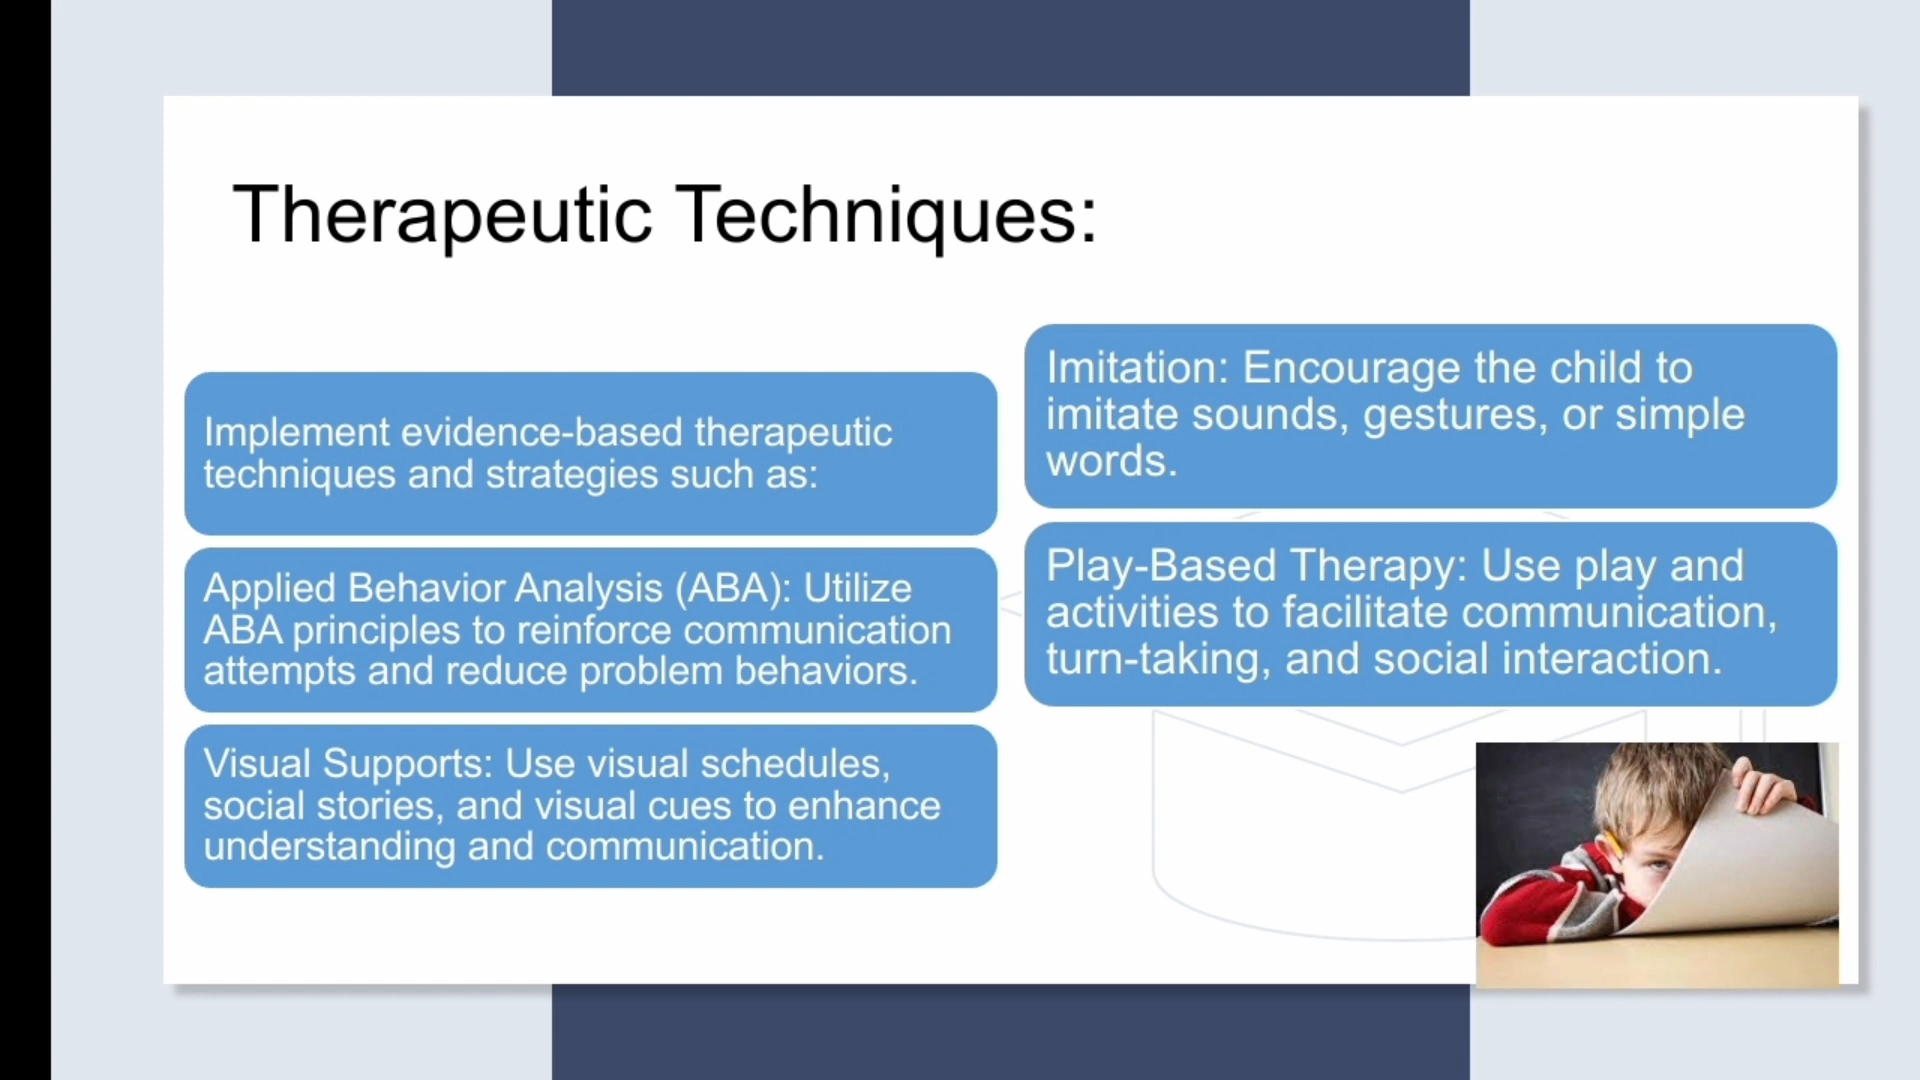 Therapeutic Techniques:
Implement evidence-based therapeutic
techniques and strategies such as:
Applied Behavior Analysis (ABA): Utilize
ABA principles to reinforce communication
attempts and reduce problem behaviors.
Visual Supports: Use visual schedules,
social stories, and visual cues to enhance
understanding and communication.
Imitation: Encourage the child to
imitate sounds, gestures, or simple
words.
Play-Based Therapy: Use play and
activities to facilitate communication,
turn-taking, and social interaction.